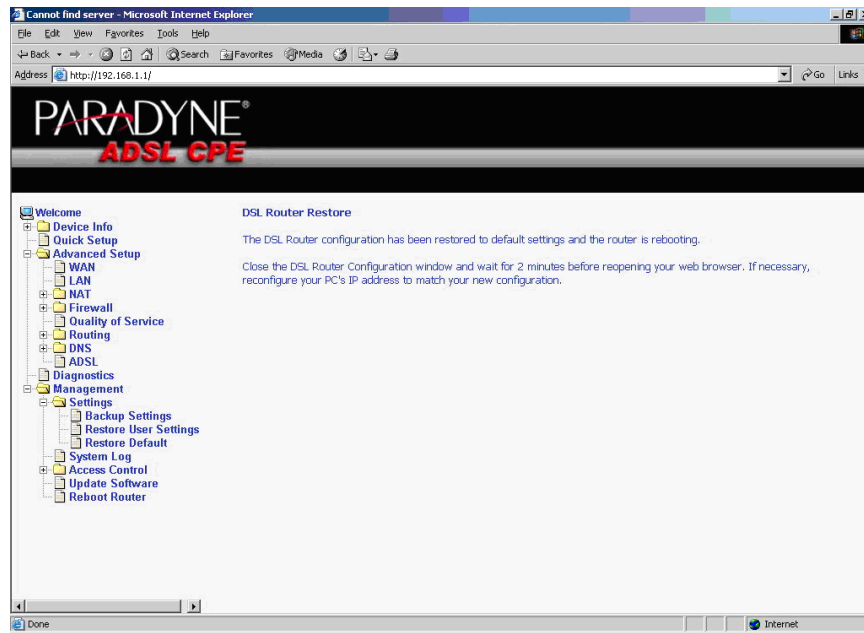 Cannot find server - Microsoft Internet Explorer
File Edit View Favorites Tools Help
Back Search Favorites Media
Address http://192.168.1.1/ Go Links
PARADYNE®
ADSL CPE
Welcome
Device Info
Quick Setup
Advanced Setup
WAN
LAN
NAT
Firewall
Quality of Service
Routing
DNS
ADSL
Diagnostics
Management
Settings
Backup Settings
Restore User Settings
Restore Default
System Log
Access Control
Update Software
Reboot Router
DSL Router Restore
The DSL Router configuration has been restored to default settings and the router is rebooting.
Close the DSL Router Configuration window and wait for 2 minutes before reopening your web browser. If necessary,
reconfigure your PC's IP address to match your new configuration.
Done Internet